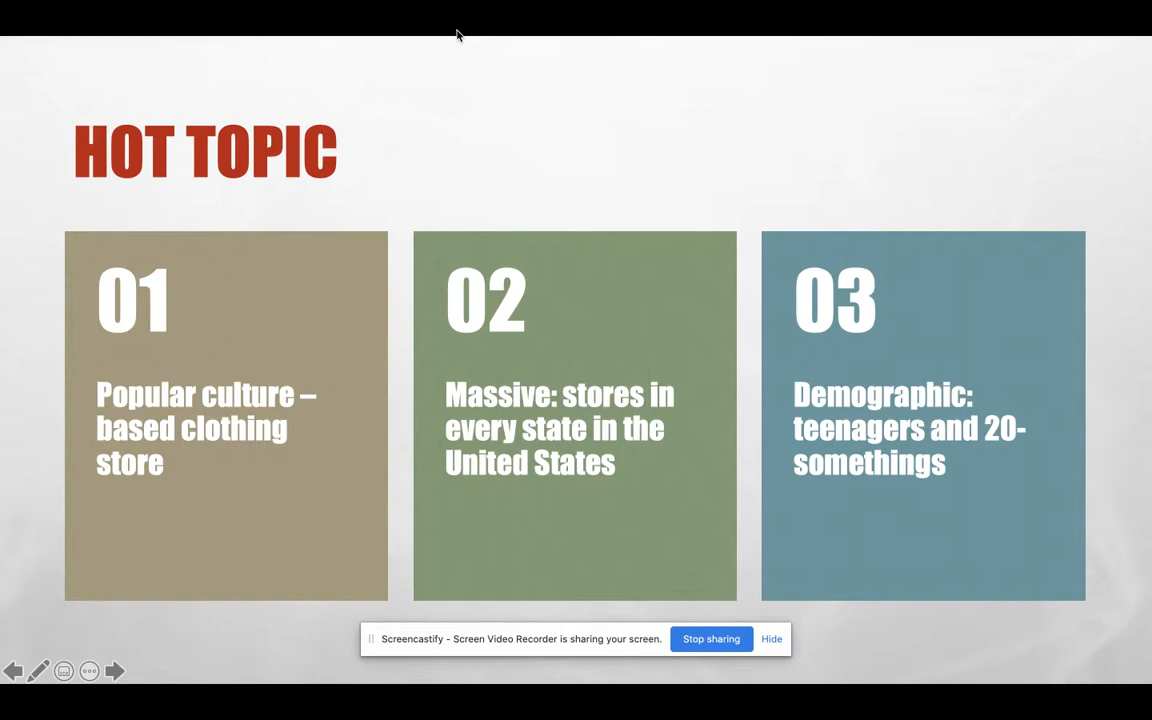 HOT TOPIC
01
Popular culture –
based clothing
store
02
Massive: stores in
every state in the
United States
03
Demographic:
teenagers and 20-
somethings
Screencastify - Screen Video Recorder is sharing your screen.
Stop sharing
Hide